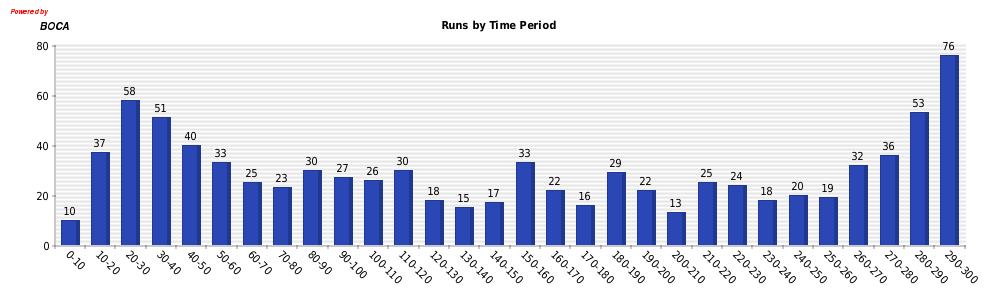 Powered by
BOCA
Runs by Time Period
80
60
40
20
0
10 37 58 51 40 33 25 23 30 27 26 30 18 15 17 33 22 16 29 22 13 25 24 18 20 19 32 36 53 76
0-10 10-20 20-30 30-40 40-50 50-60 60-70 70-80 80-90 90-100 100-110 110-120 120-130 130-140 140-150 150-160 160-170 170-180 180-190 190-200 200-210 210-220 220-230 230-240 240-250 250-260 260-270 270-280 280-290 290-300